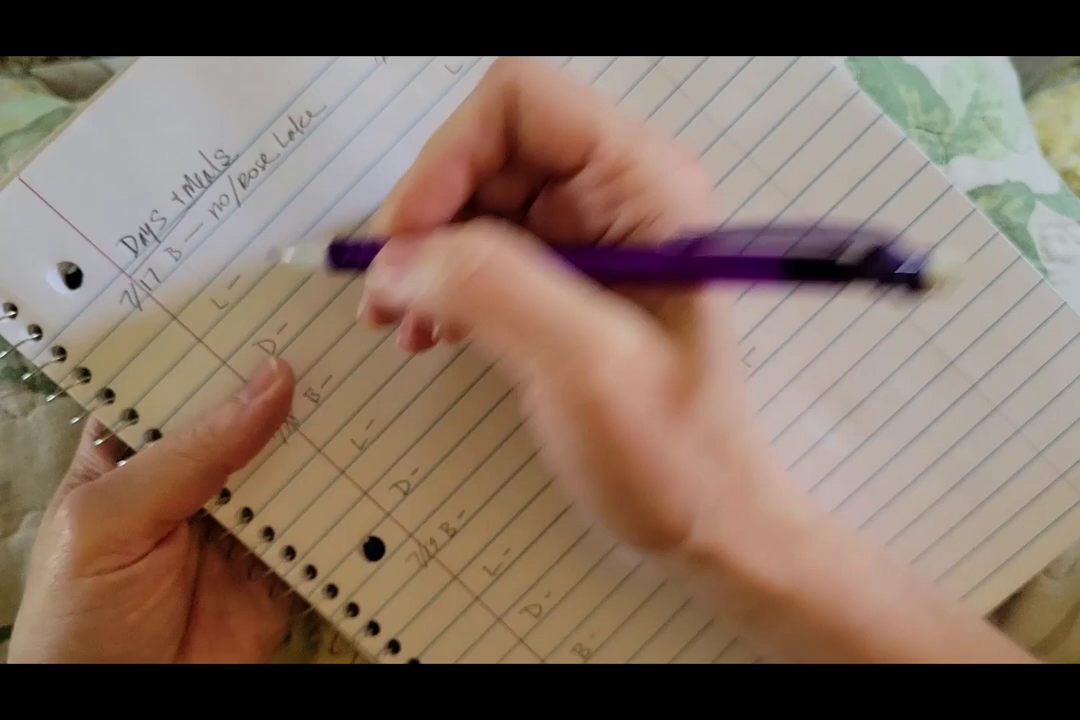 Days + Meals
7/17 B - no/Rose Lake
L -
D -
7/18 B -
L -
D -
7/19 B -
L -
D -
B -
L